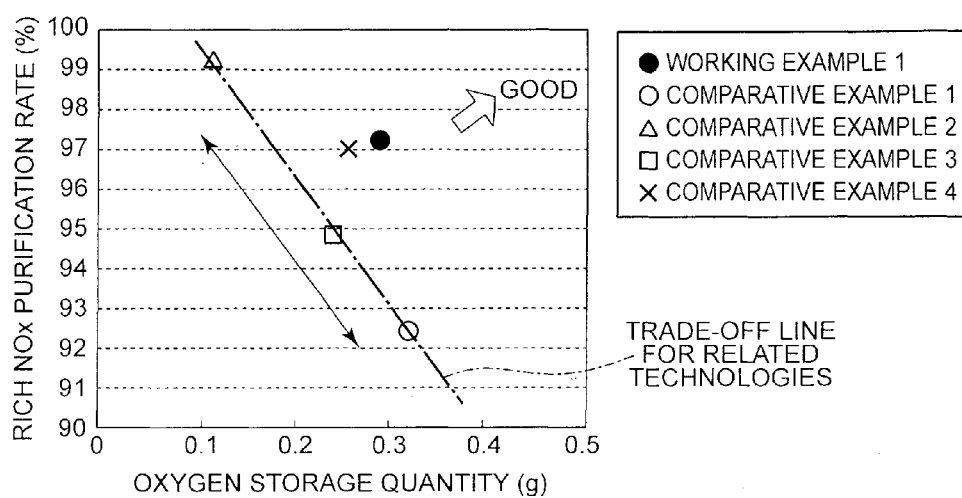 RICH NOx PURIFICATION RATE (%)
100
99
98
97
96
95
94
93
92
91
90
0
0.1
0.2
0.3
0.4
0.5
OXYGEN STORAGE QUANTITY (g)
GOOD
TRADE-OFF LINE
FOR RELATED
TECHNOLOGIES
WORKING EXAMPLE 1
COMPARATIVE EXAMPLE 1
COMPARATIVE EXAMPLE 2
COMPARATIVE EXAMPLE 3
COMPARATIVE EXAMPLE 4